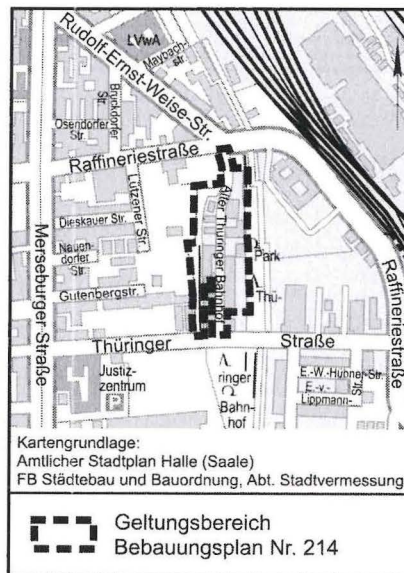 Rudolf-Ernst-Weise-Str.
LVwA
Maybach-
str.
Brückdorfer
Str.
Osendorfer
Str.
Raffineriestraße
Lützener Str.
Alter Thüringer Bahnhof
Dieskauer Str.
Nauen-
dorfer
Str.
Park
Thü-
Gutenbergstr.
Merseburger Straße
Raffineriestraße
Thüringer Straße
Justiz-
zentrum
ringer
Bahn-
hof
E.-W.-Hübner-Str.
E.-v.-
Lippmann-
Str.
Kartengrundlage:
Amtlicher Stadtplan Halle (Saale)
FB Städtebau und Bauordnung, Abt. Stadtvermessung
Geltungsbereich
Bebauungsplan Nr. 214